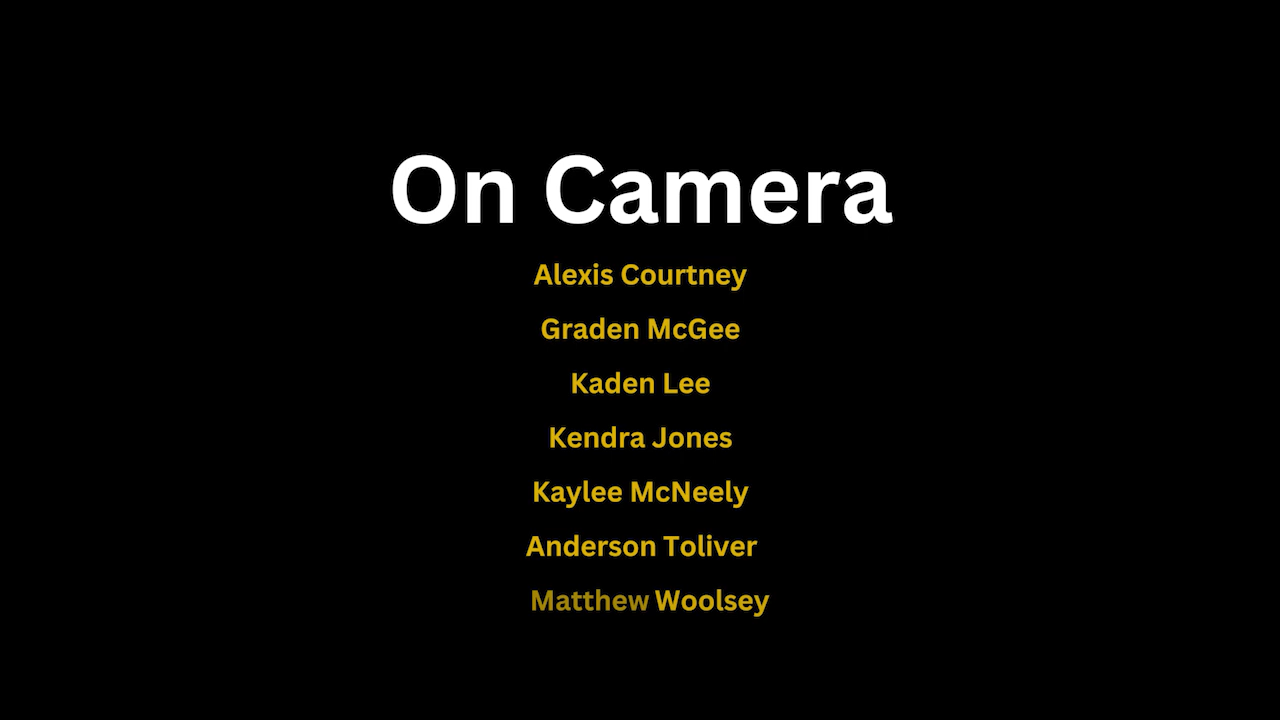 On Camera
Alexis Courtney
Graden McGee
Kaden Lee
Kendra Jones
Kaylee McNeely
Anderson Toliver
Matthew Woolsey